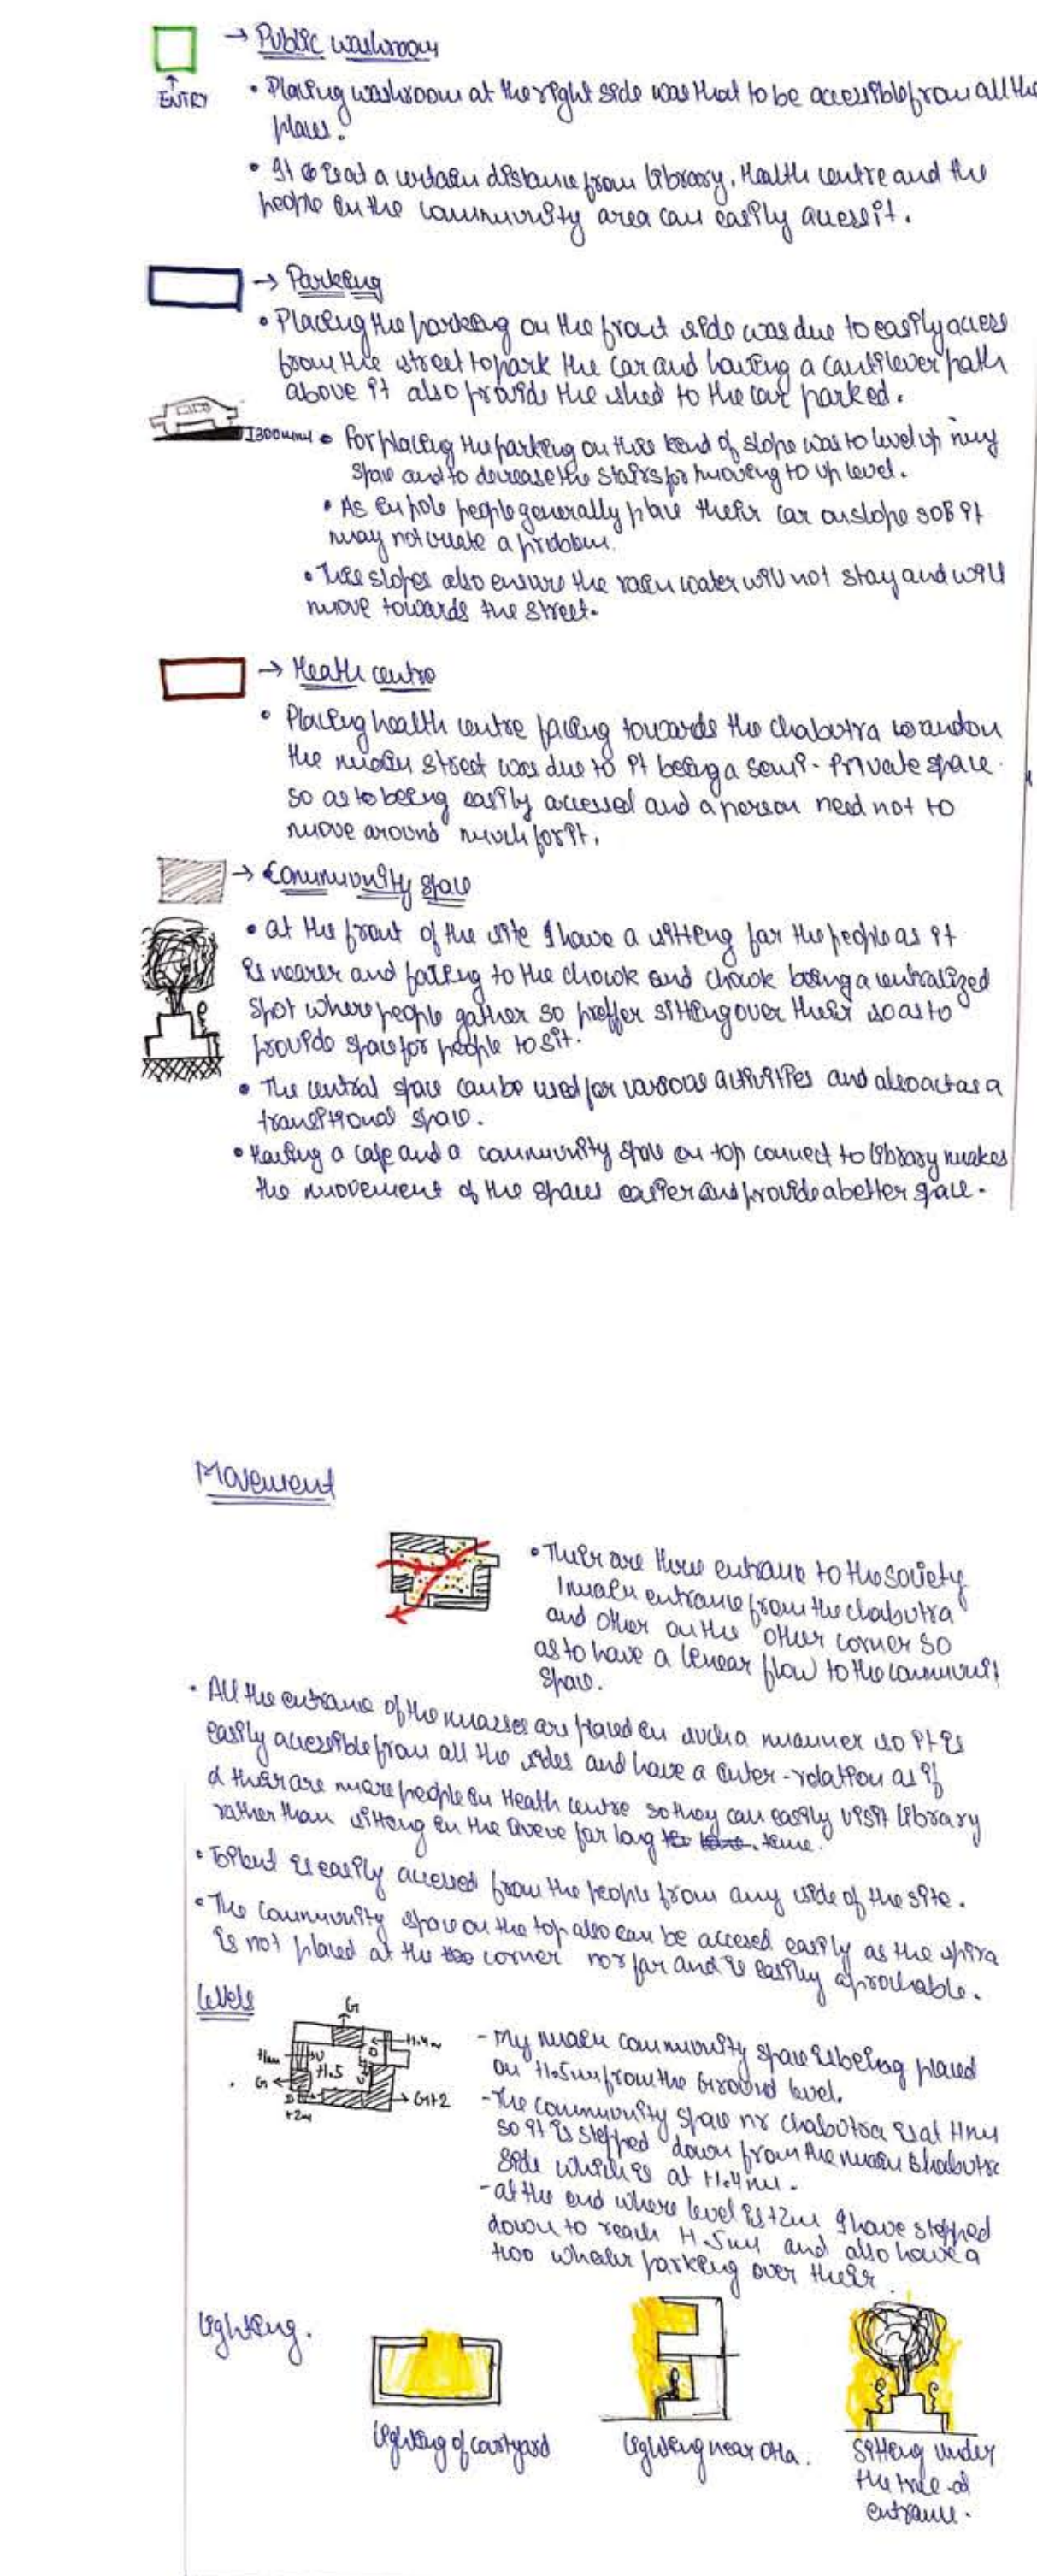 → Public washroom
ENTRY
• Placing washroom at the right side was that to be accessible from all the
places.
• It is at a certain distance from library, Health centre and the
people in the community area can easily access it.
→ Parking
• Placing the parking on the front side was due to easily access
from the street to park the car and having a cantilever path
above it also provide the shed to the car parked.
1300mm • For placing the parking on this kind of slope was to level up my
space and to decrease the stairs for moving to up level.
• As in pole people generally place their car on slope so it
may not create a problem.
• This slopes also ensure the rain water will not stay and will
move towards the street.
→ Heath centre
• Placing health centre facing towards the chabutra and on
the main street was due to it being a semi-Private space.
so as to being easily accessed and a person need not to
move around much for it.
→ Community space
• at the front of the site I have a sitting for the people as it
is nearer and falling to the chowk and chowk being a centralized
spot where people gather so preffer sitting over their so as to
provide space for people to sit.
• The central space can be used for various activities and also act as a
transitional space.
• Having a cafe and a community space on top connect to library makes
the movement of the spaces easier and provide a better space.
Movement
• Their are three entrance to the society
1 main entrance from the chabutra
and other on the other corner so
as to have a linear flow to the community
space.
• All the entrance of the masses are placed in such a manner so it is
easily accessible from all the sides and have a inter-relation as if
their are more people in Heath centre so they can easily visit library
rather than sitting in the Queue for long time.
• Toilent is easily accessed from the people from any side of the site.
• The community space on the top also can be accesed easily as the
is not placed at the corner nor far and is easily aprochable.
levels
G
+1.4m
+1m
U
D
+1.5
G
D
+2m
G+2
- My main community space is being placed
on +1.5m from the Ground level.
- The community space nr chabutra is at +1m
so it is stepped down from the main chabutra
side which is at +1.4m.
- at the end where level is +2m I have stepped
down to reach +1.5m and also have a
too whaler parking over their.
lighting.
lighting of courtyard
lighting near Otla.
Sitting under
the tree at
entrance.